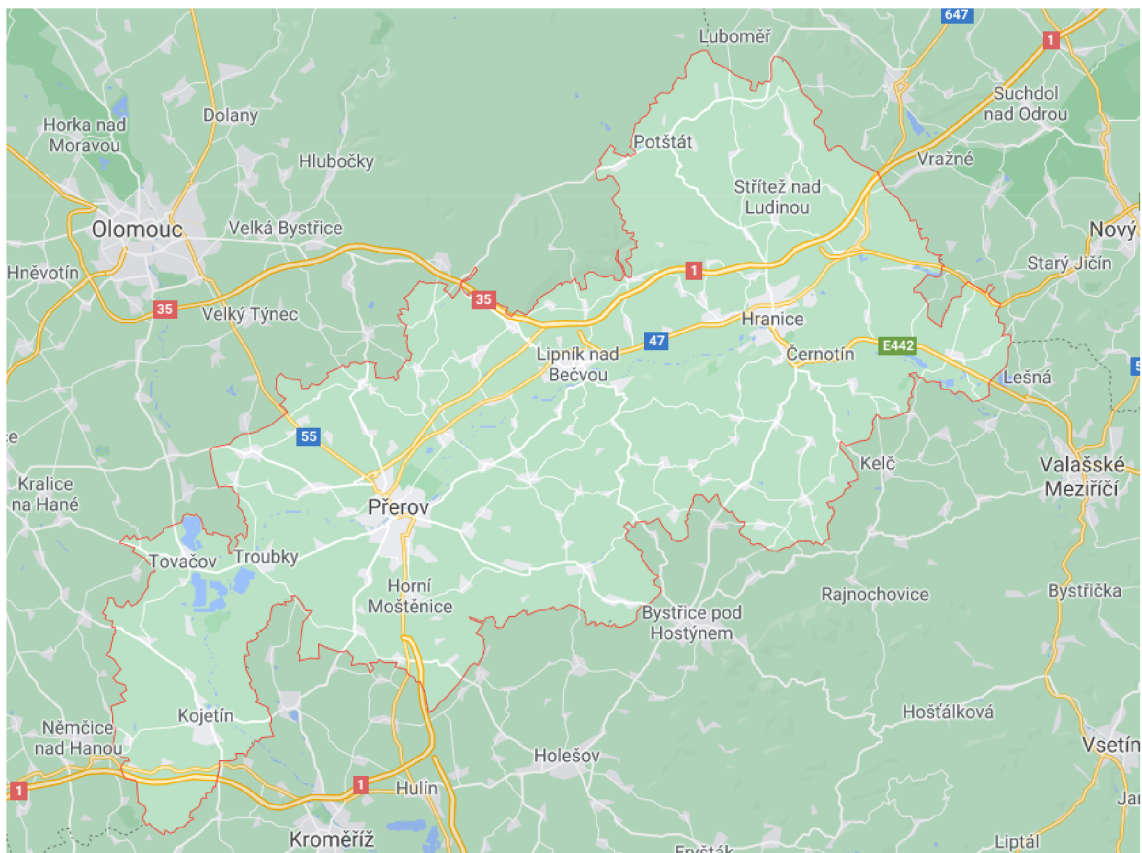 647
Luboměř
1
Suchdol
nad Odrou
Dolany
Horka nad
Moravou
Potštát
Hlubočky
Vražné
Střítež nad
Ludinou
Olomouc
Velká Bystřice
Nový
Hněvotín
Starý Jičín
1
35
35
Velký Týnec
Hranice
47
E442
Lipník nad
Bečvou
Černotín
Lešná
55
Kelč
Valašské
Meziříčí
Kralice
na Hané
Přerov
Tovačov
Troubky
Horní
Moštěnice
Rajnochovice
Bystřička
Bystřice pod
Hostýnem
Kojetín
Hošťálková
Němčice
nad Hanou
Holešov
Vsetín
1
1
Hulín
Kroměříž
Liptál